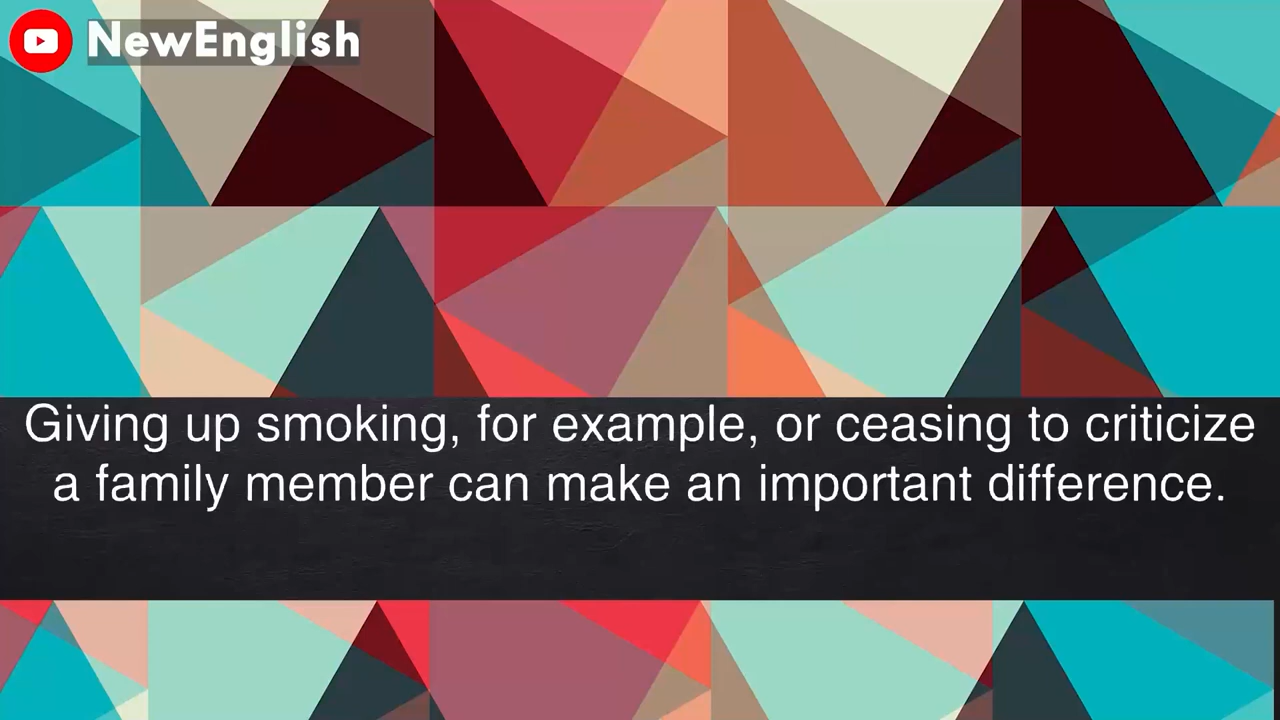 NewEnglish
Giving up smoking, for example, or ceasing to criticize
a family member can make an important difference.